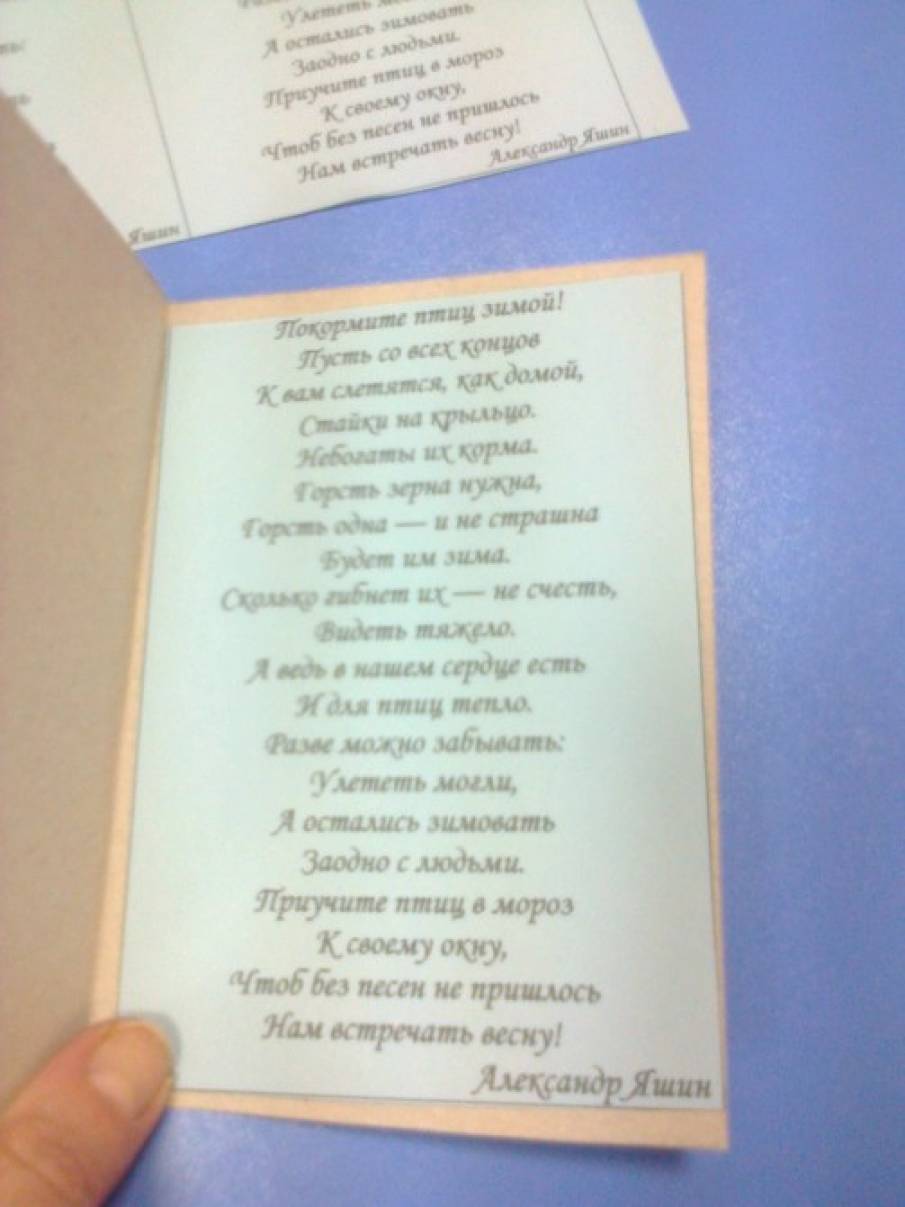 Улететь
А остались зимовать
Заодно с людьми.
Приучите птиц в мороз
К своему окну,
Чтоб без песен не пришлось
Нам встречать весну!
Александр Яшин
Яшин
Покормите птиц зимой!
Пусть со всех концов
К вам слетятся, как домой,
Стайки на крыльцо.
Небогаты их корма.
Горсть зерна нужна,
Горсть одна — и не страшна
Будет им зима.
Сколько гибнет их — не счесть,
Видеть тяжело.
А ведь в нашем сердце есть
И для птиц тепло.
Разве можно забывать:
Улететь могли,
А остались зимовать
Заодно с людьми.
Приучите птиц в мороз
К своему окну,
Чтоб без песен не пришлось
Нам встречать весну!
Александр Яшин